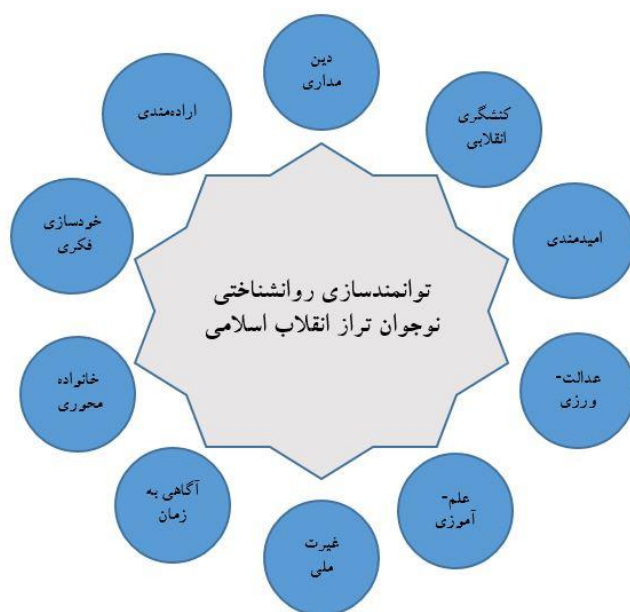 دین
مداری
کنشگری
انقلابی
امیدمندی
عدالت-
ورزی
علم-
آموزی
غیرت
ملی
آگاهی به
زمان
خانواده
محوری
خودسازی
فکری
اراده‌مندی
توانمندسازی روانشناختی
نوجوان تراز انقلاب اسلامی